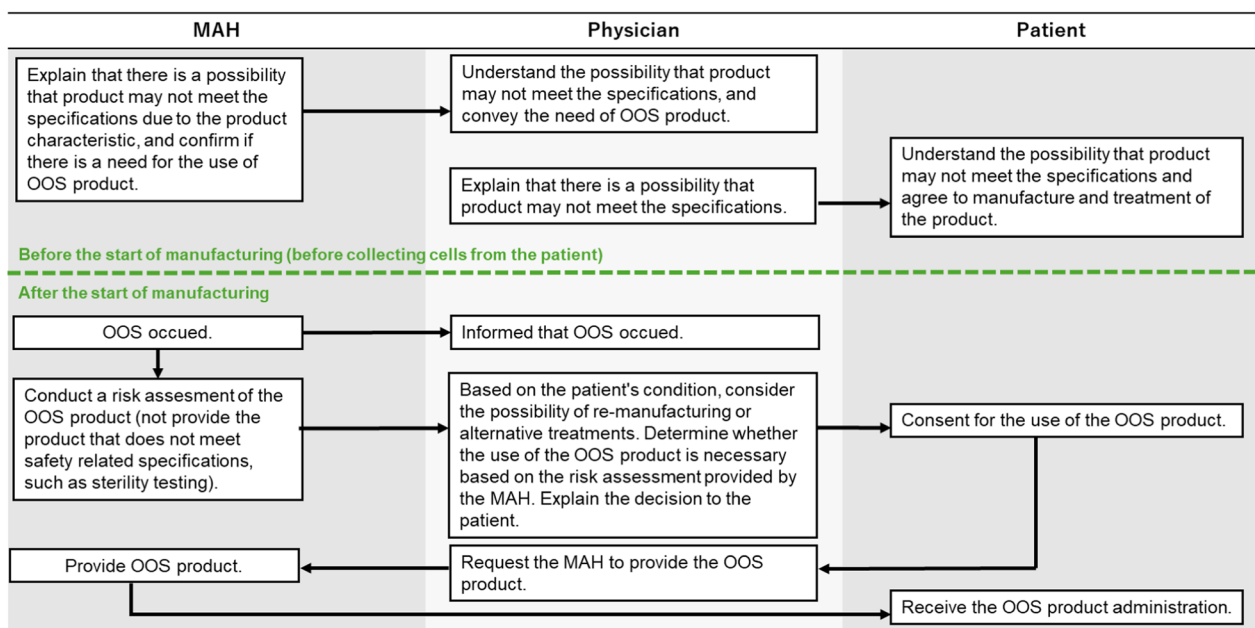 MAH
Physician
Patient
Explain that there is a possibility
that product may not meet the
specifications due to the product
characteristic, and confirm if
there is a need for the use of
OOS product.
Understand the possibility that product
may not meet the specifications, and
convey the need of OOS product.
Explain that there is a possibility that
product may not meet the specifications.
Understand the possibility that product
may not meet the specifications and
agree to manufacture and treatment of
the product.
Before the start of manufacturing (before collecting cells from the patient)
After the start of manufacturing
OOS occued.
Informed that OOS occued.
Conduct a risk assesment of the
OOS product (not provide the
product that does not meet
safety related specifications,
such as sterility testing).
Based on the patient's condition, consider
the possibility of re-manufacturing or
alternative treatments. Determine whether
the use of the OOS product is necessary
based on the risk assessment provided by
the MAH. Explain the decision to the
patient.
Consent for the use of the OOS product.
Request the MAH to provide the OOS
product.
Provide OOS product.
Receive the OOS product administration.